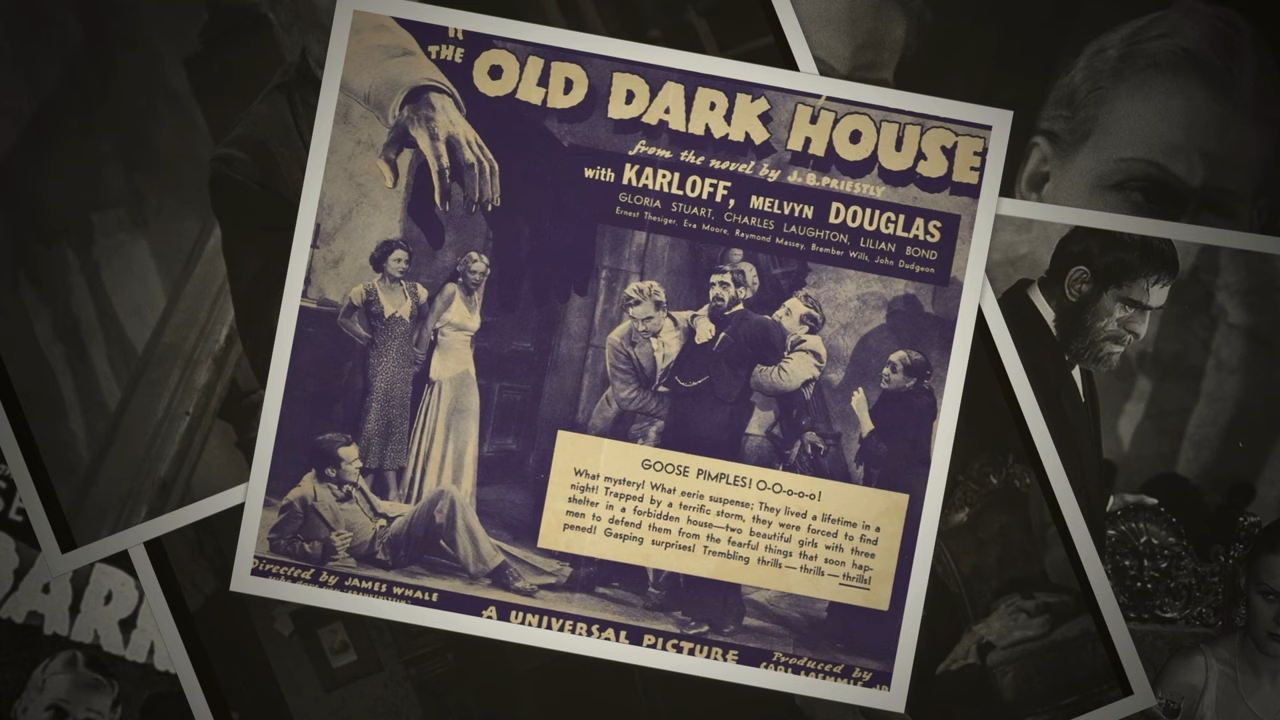 THE
OLD DARK HOUSE
from the novel by J. B. PRIESTLY
with KARLOFF, MELVYN DOUGLAS
GLORIA STUART, CHARLES LAUGHTON, LILIAN BOND
Ernest Thesiger, Eva Moore, Raymond Massey, Brember Wills, John Dudgeon
GOOSE PIMPLES! O-O-o-o-o!
What mystery! What eerie suspense; They lived a lifetime in a
night! Trapped by a terrific storm, they were forced to find
shelter in a forbidden house—two beautiful girls with three
men to defend them from the fearful things that soon hap-
pened! Gasping surprises! Trembling thrills—thrills—thrills!
Directed by JAMES WHALE
A UNIVERSAL PICTURE
Produced by
CARL LAEMMLE JR